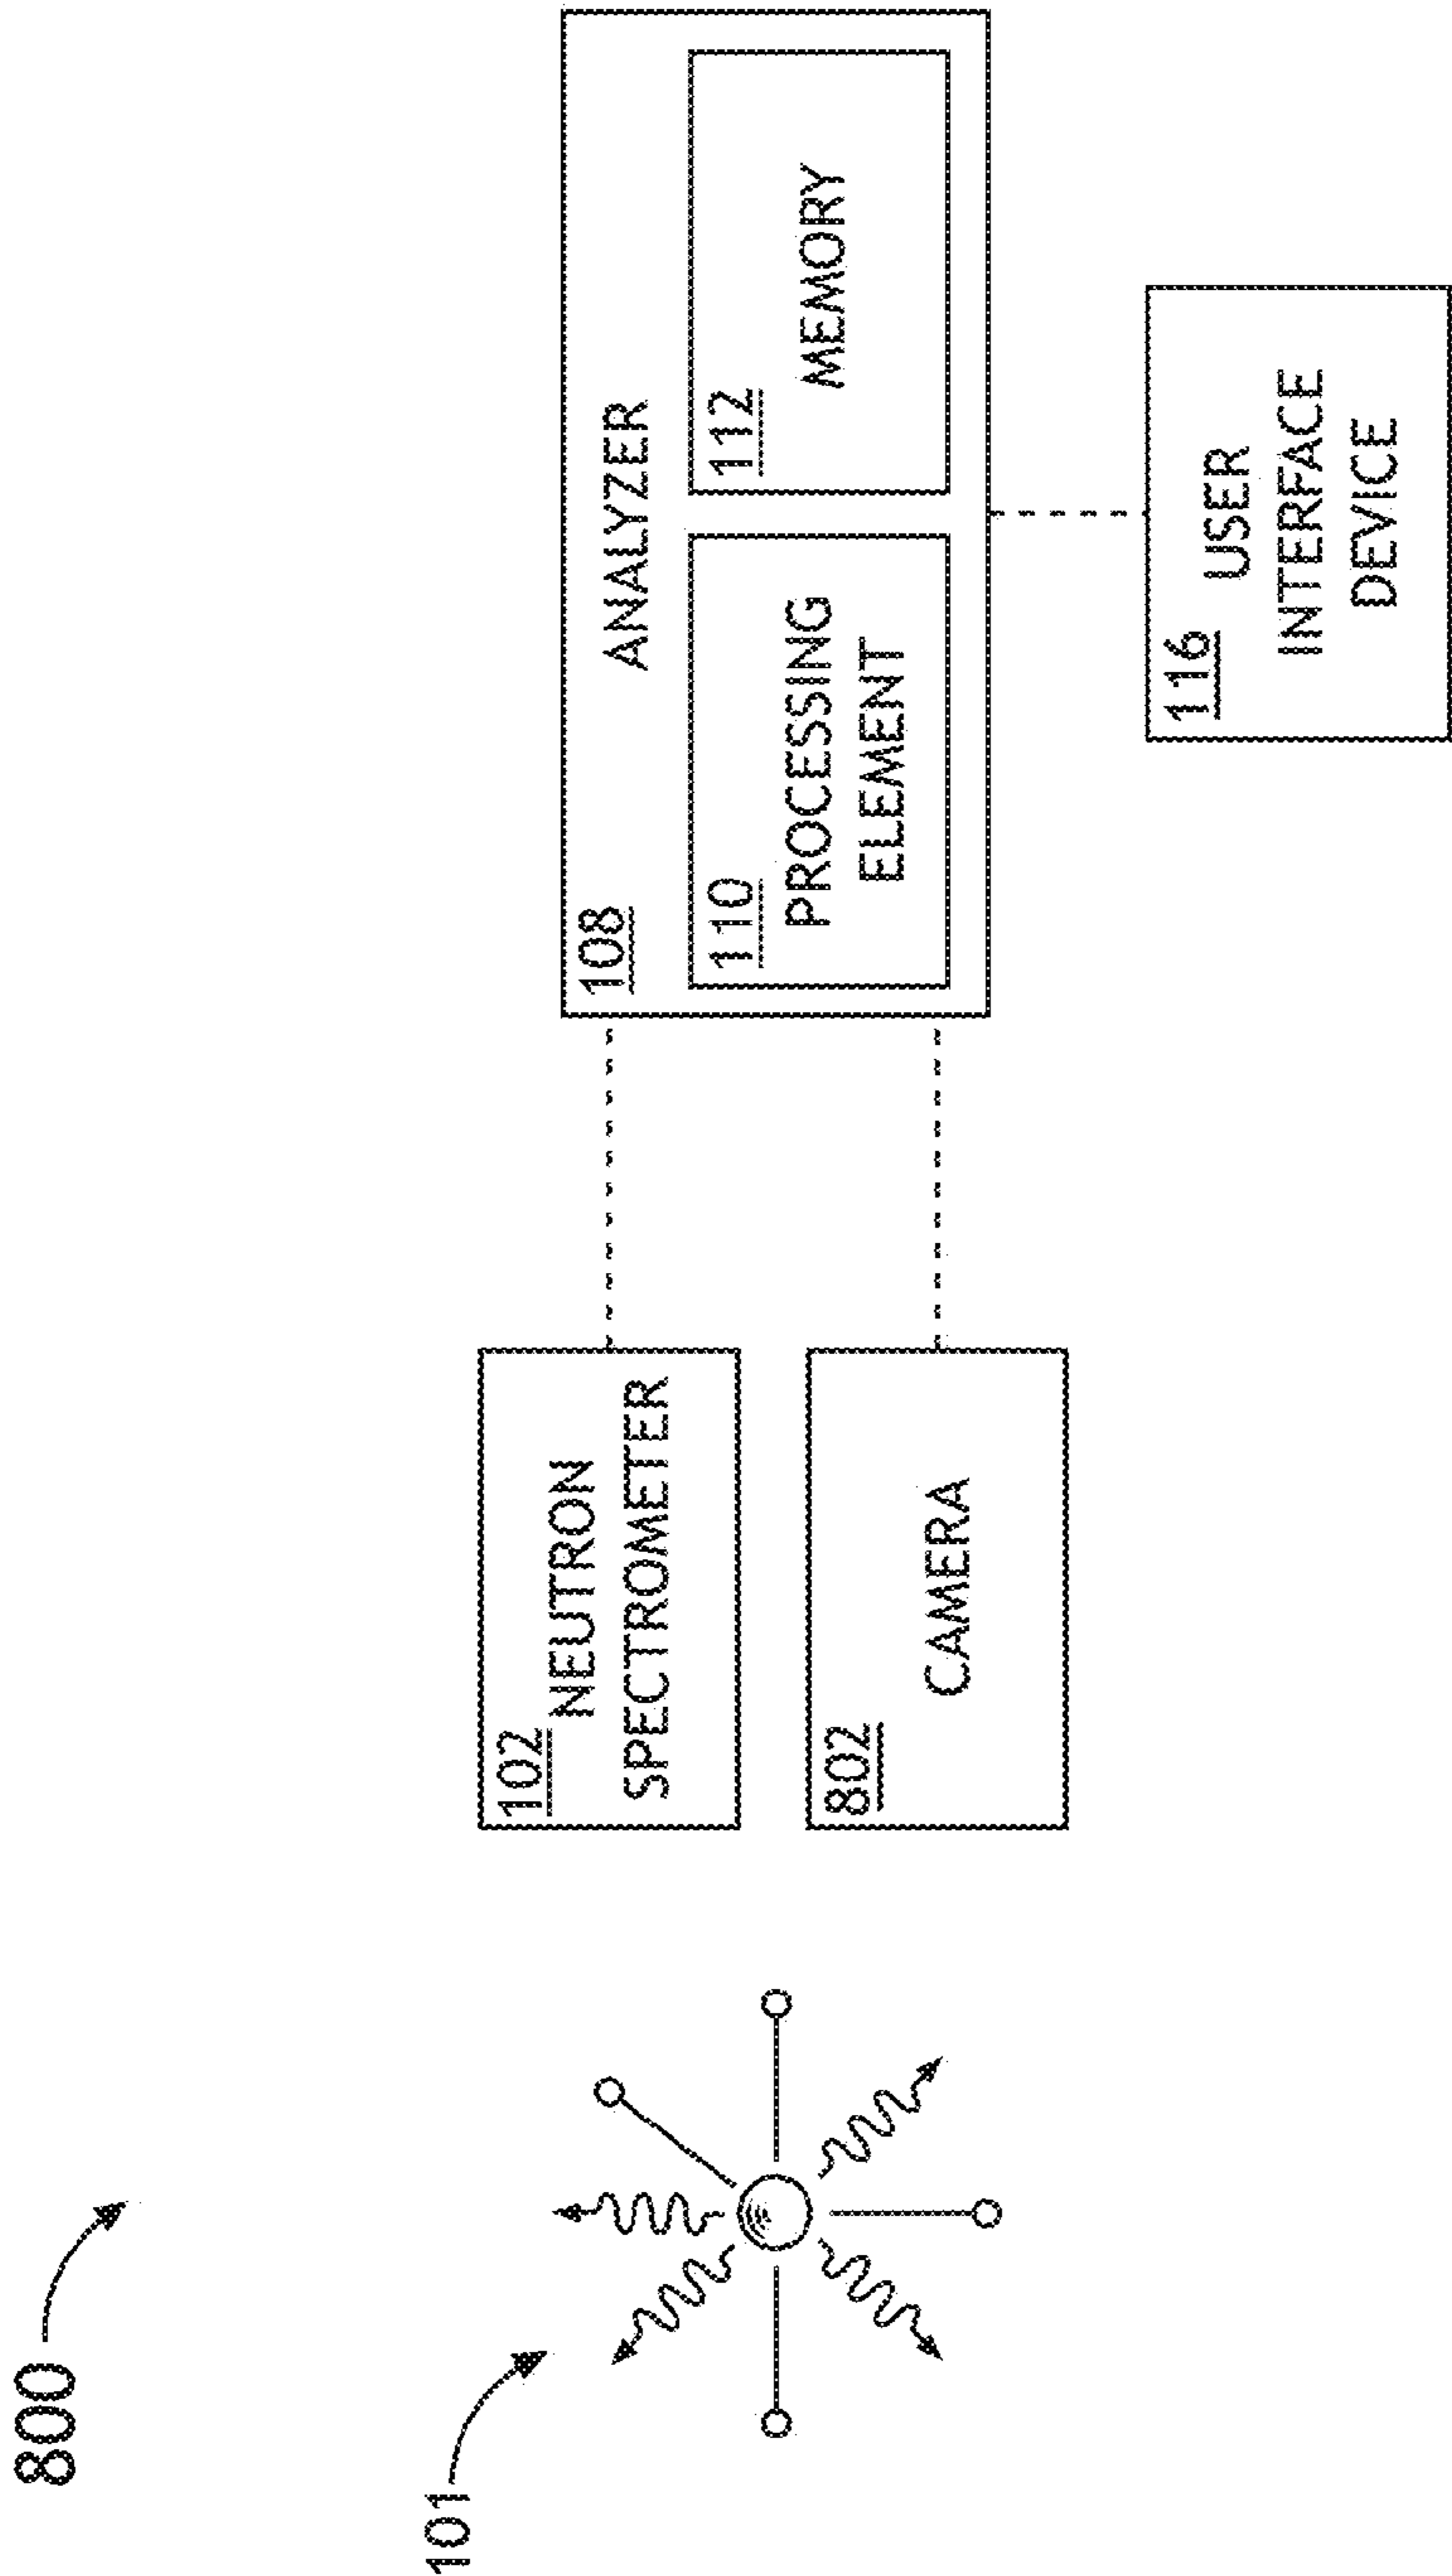 800
101
102
NEUTRON
SPECTROMETER
802
CAMERA
108
ANALYZER
110
PROCESSING
ELEMENT
112
MEMORY
116
USER
INTERFACE
DEVICE